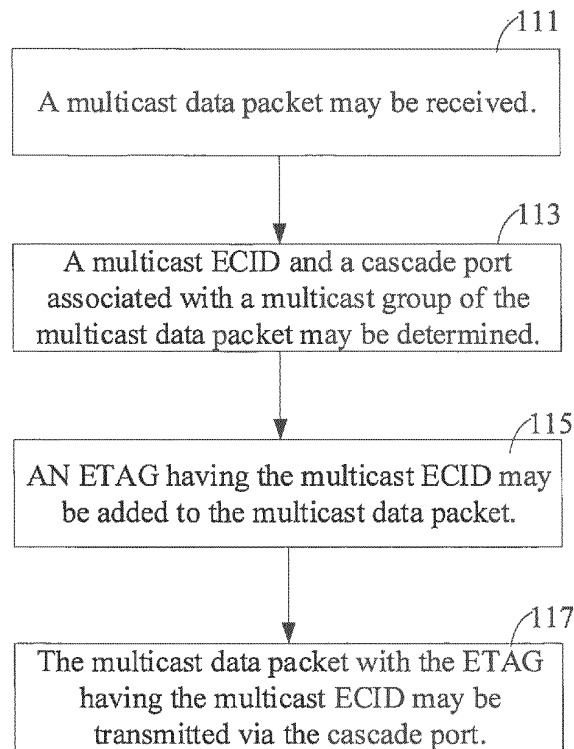 111
A multicast data packet may be received.
113
A multicast ECID and a cascade port
associated with a multicast group of the
multicast data packet may be determined.
115
AN ETAG having the multicast ECID may
be added to the multicast data packet.
117
The multicast data packet with the ETAG
having the multicast ECID may be
transmitted via the cascade port.